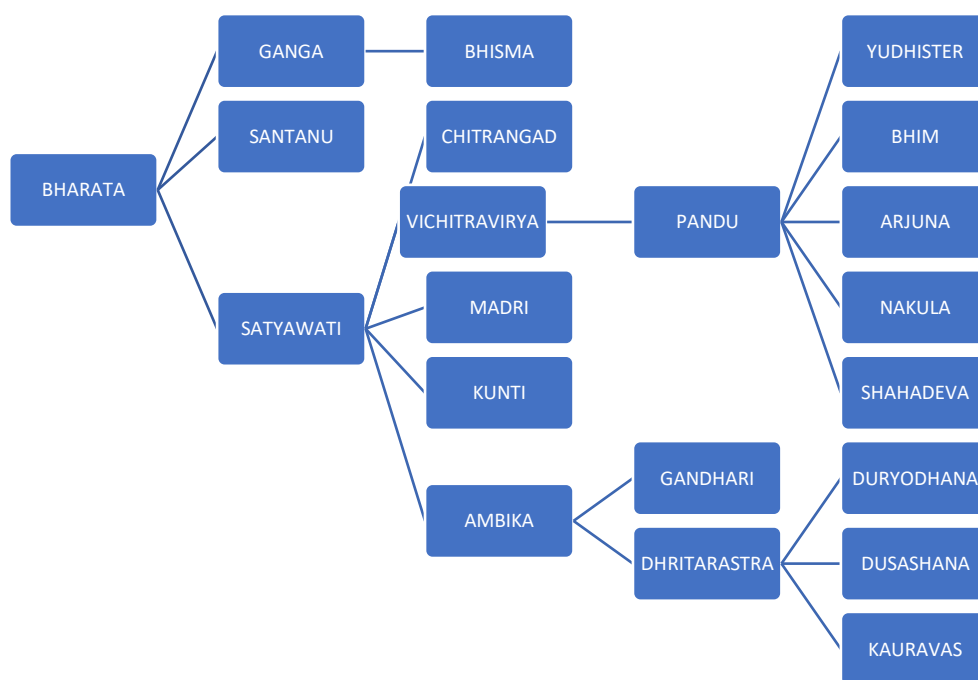 BHARATA
GANGA
SANTANU
SATYAWATI
BHISMA
CHITRANGAD
VICHITRAVIRYA
MADRI
KUNTI
AMBIKA
PANDU
GANDHARI
DHRITARASTRA
YUDHISTER
BHIM
ARJUNA
NAKULA
SHAHADEVA
DURYODHANA
DUSASHANA
KAURAVAS